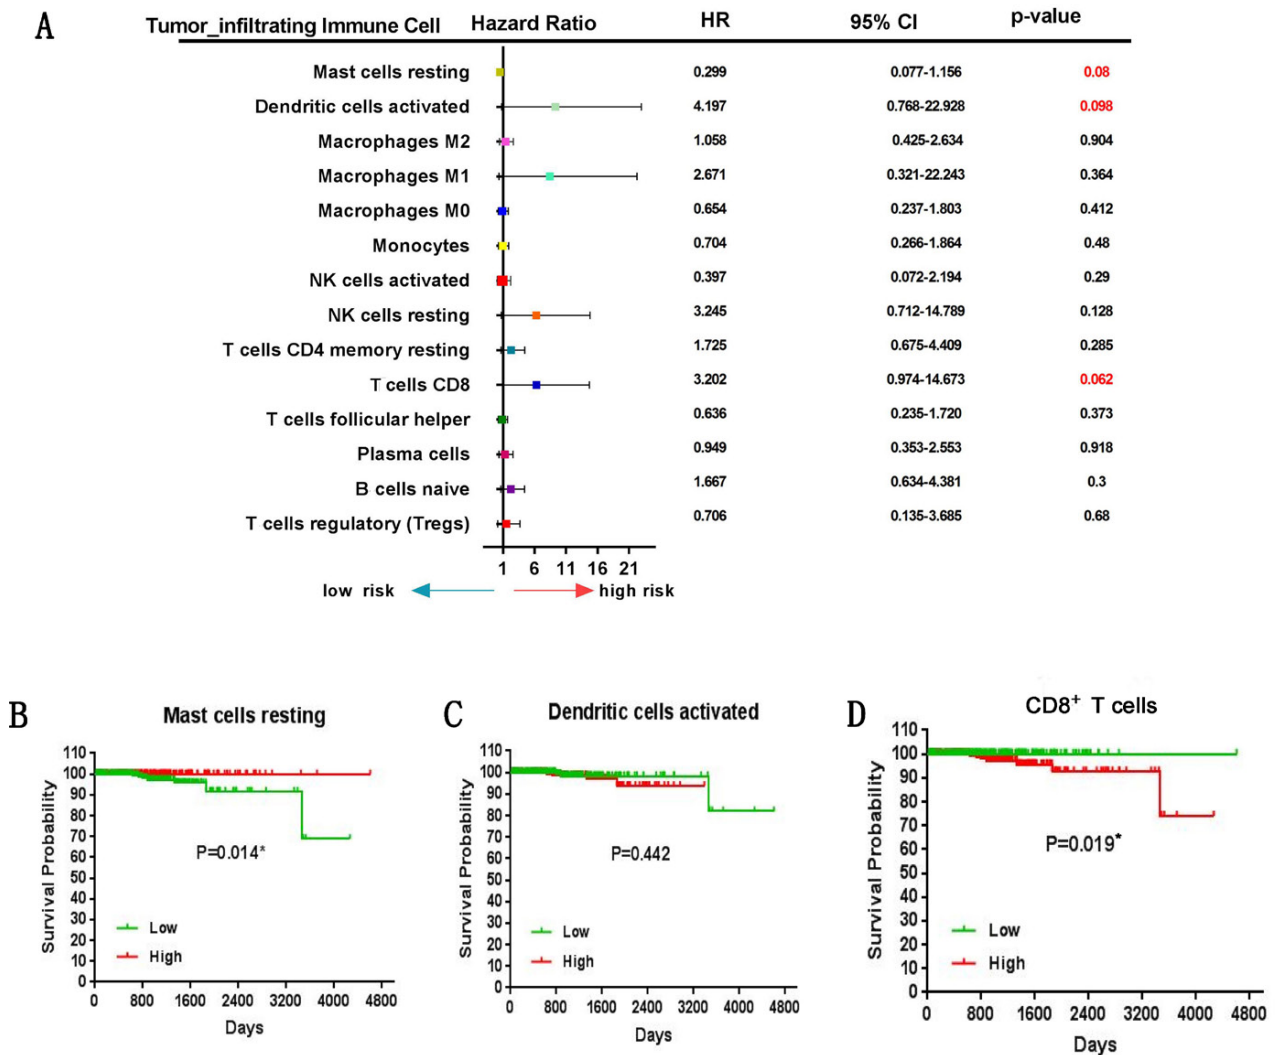 A
Tumor_infiltrating Immune Cell Hazard Ratio HR 95% CI p-value
Mast cells resting 0.299 0.077-1.156 0.08
Dendritic cells activated 4.197 0.768-22.928 0.098
Macrophages M2 1.058 0.425-2.634 0.904
Macrophages M1 2.671 0.321-22.243 0.364
Macrophages M0 0.654 0.237-1.803 0.412
Monocytes 0.704 0.266-1.864 0.48
NK cells activated 0.397 0.072-2.194 0.29
NK cells resting 3.245 0.712-14.789 0.128
T cells CD4 memory resting 1.725 0.675-4.409 0.285
T cells CD8 3.202 0.974-14.673 0.062
T cells follicular helper 0.636 0.235-1.720 0.373
Plasma cells 0.949 0.353-2.553 0.918
B cells naive 1.667 0.634-4.381 0.3
T cells regulatory (Tregs) 0.706 0.135-3.685 0.68
1 6 11 16 21
low risk high risk
B
Mast cells resting
Survival Probability
110
100
90
80
70
60
50
40
30
20
10
0
P=0.014*
Low
High
0 800 1600 2400 3200 4000 4800
Days
C
Dendritic cells activated
Survival Probability
110
100
90
80
70
60
50
40
30
20
10
0
P=0.442
Low
High
0 800 1600 2400 3200 4000 4800
Days
D
CD8⁺ T cells
Survival Probability
110
100
90
80
70
60
50
40
30
20
10
0
P=0.019*
Low
High
0 800 1600 2400 3200 4000 4800
Days